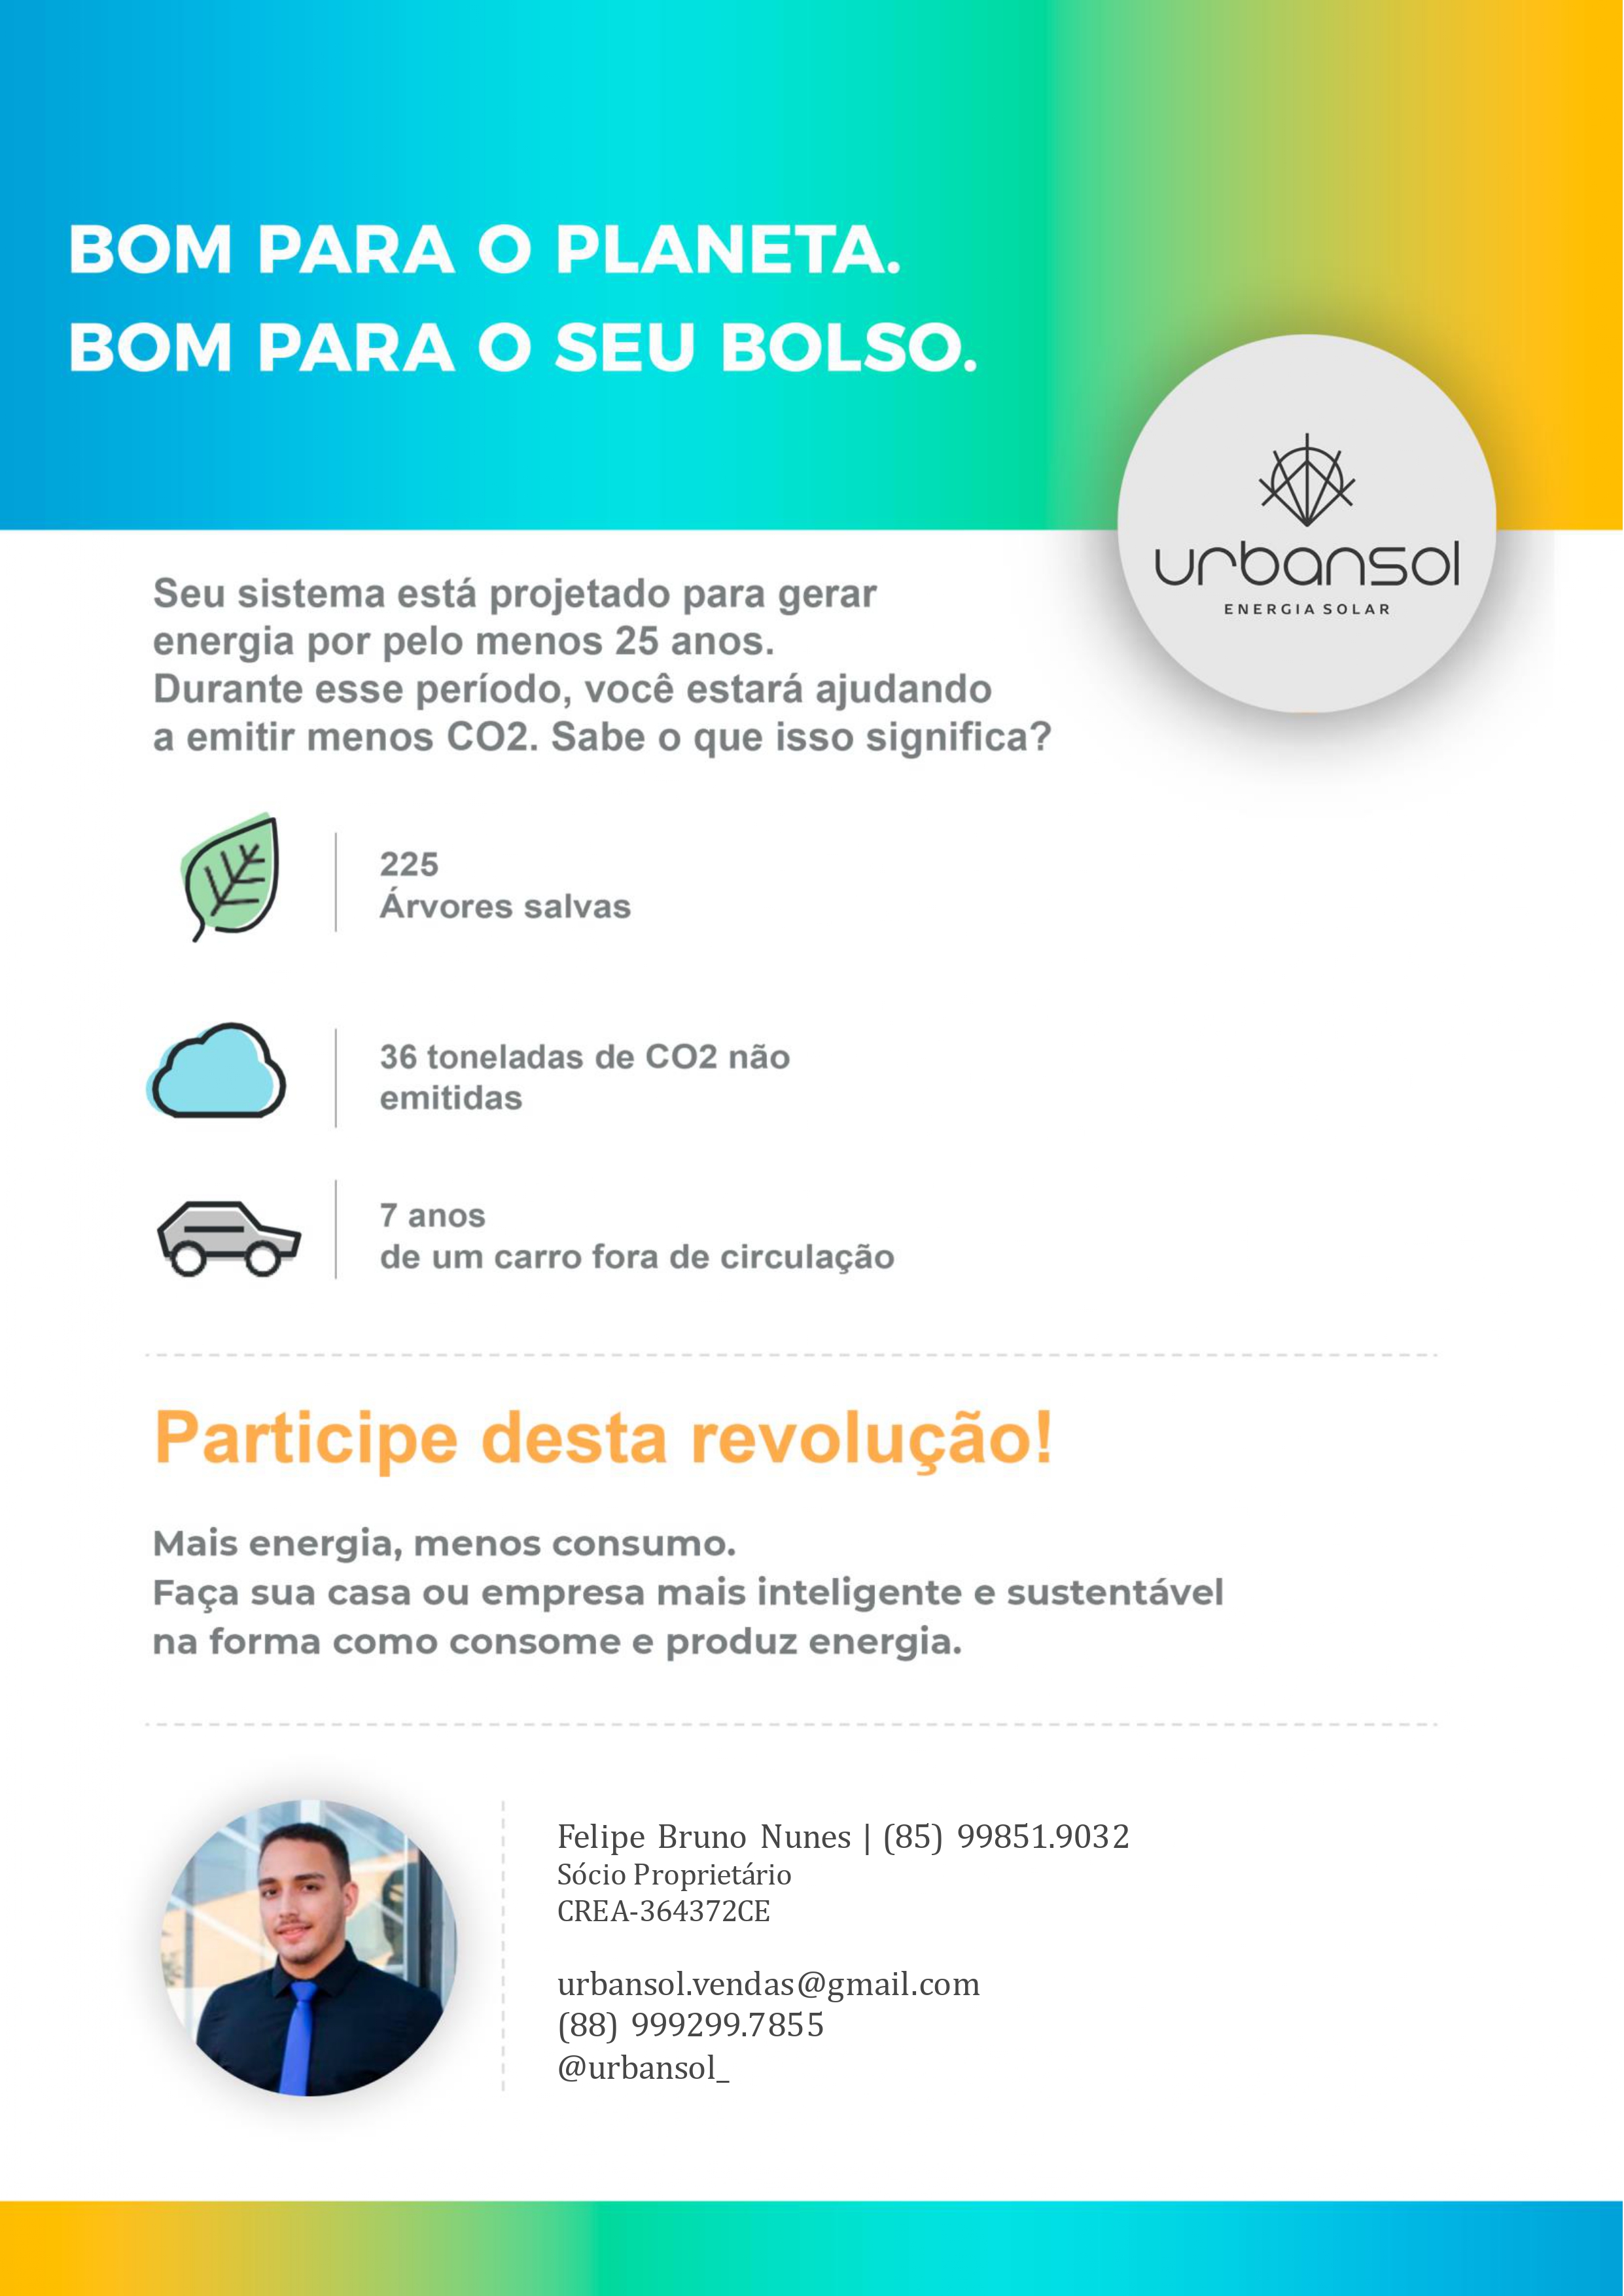 BOM PARA O PLANETA.
BOM PARA O SEU BOLSO.
urbansol
ENERGIA SOLAR
Seu sistema está projetado para gerar
energia por pelo menos 25 anos.
Durante esse período, você estará ajudando
a emitir menos CO2. Sabe o que isso significa?
225
Árvores salvas
36 toneladas de CO2 não
emitidas
7 anos
de um carro fora de circulação
Participe desta revolução!
Mais energia, menos consumo.
Faça sua casa ou empresa mais inteligente e sustentável
na forma como consome e produz energia.
Felipe Bruno Nunes | (85) 99851.9032
Sócio Proprietário
CREA-364372CE
urbansol.vendas@gmail.com
(88) 999299.7855
@urbansol_